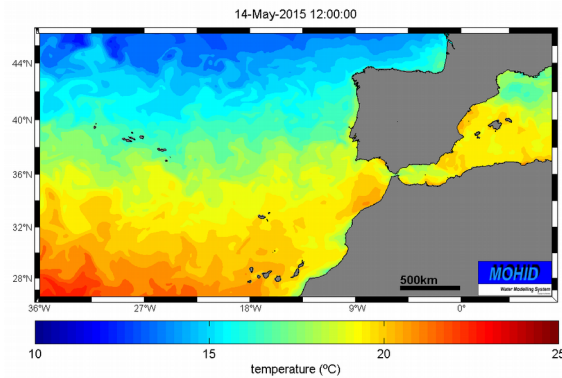 14-May-2015 12:00:00
44°N
40°N
36°N
32°N
28°N
500km
MOHID
Water Modelling System
36°W
27°W
18°W
9°W
0°
10
15
20
25
temperature (ºC)